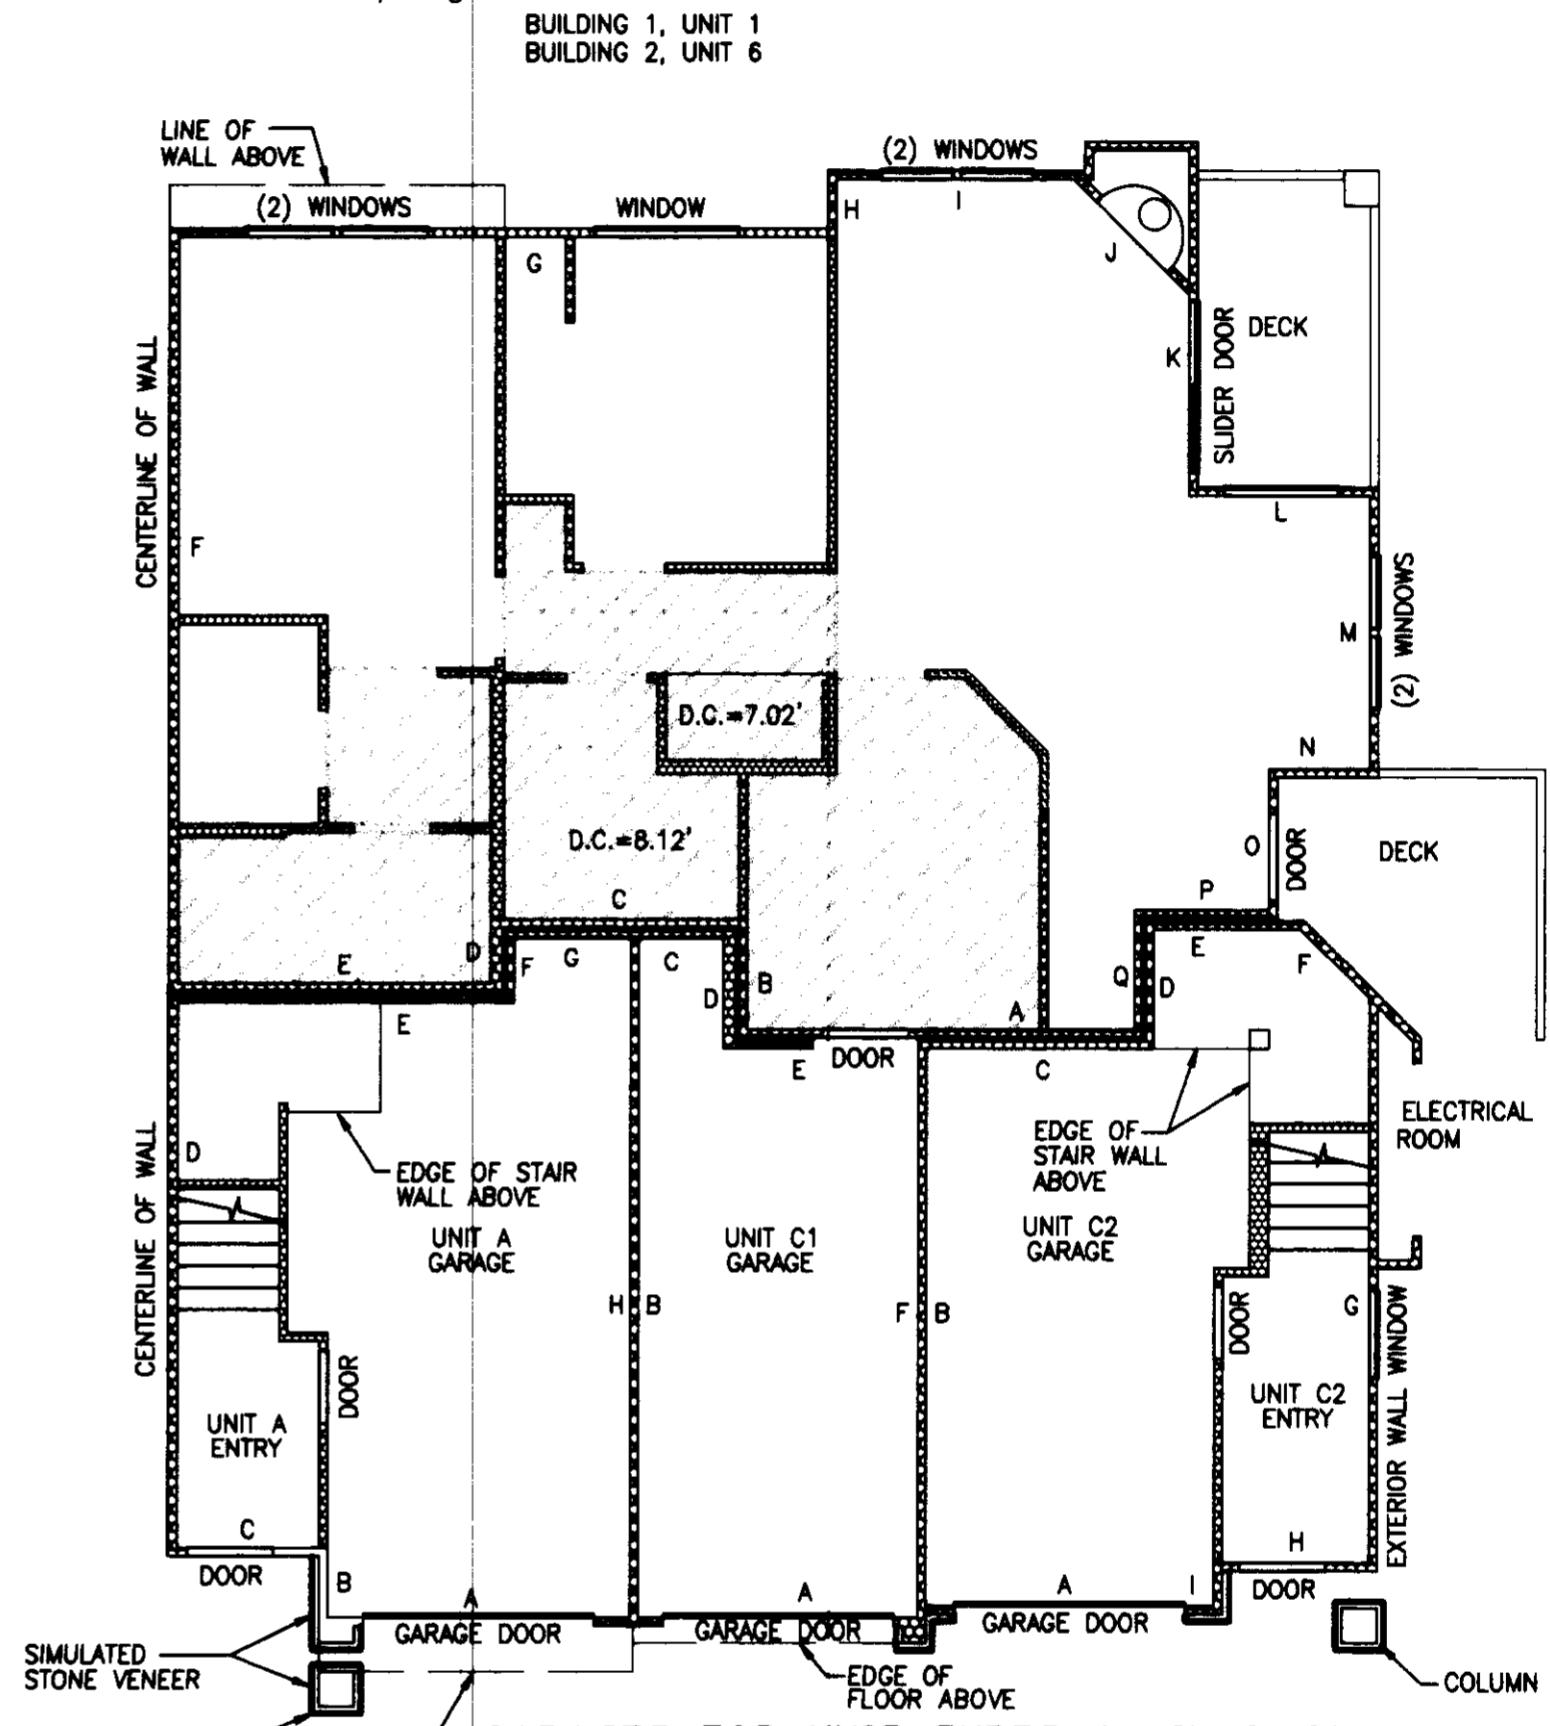 BUILDING 1, UNIT 1
BUILDING 2, UNIT 6
LINE OF
WALL ABOVE
(2) WINDOWS
WINDOW
(2) WINDOWS
H
I
G
J
DECK
K
SLIDER DOOR
CENTERLINE OF WALL
F
L
M
(2) WINDOWS
D.C.=7.02'
N
D.C.=8.12'
O
DOOR
DECK
C
P
E
D
F
G
C
D
B
A
Q
D
E
F
E
E
DOOR
C
CENTERLINE OF WALL
D
EDGE OF STAIR
WALL ABOVE
EDGE OF
STAIR WALL
ABOVE
ELECTRICAL
ROOM
UNIT A
GARAGE
UNIT C1
GARAGE
UNIT C2
GARAGE
H
B
F
B
DOOR
G
EXTERIOR WALL WINDOW
DOOR
UNIT A
ENTRY
UNIT C2
ENTRY
C
DOOR
B
A
A
A
I
H
DOOR
GARAGE DOOR
GARAGE DOOR
GARAGE DOOR
SIMULATED
STONE VENEER
EDGE OF
FLOOR ABOVE
COLUMN